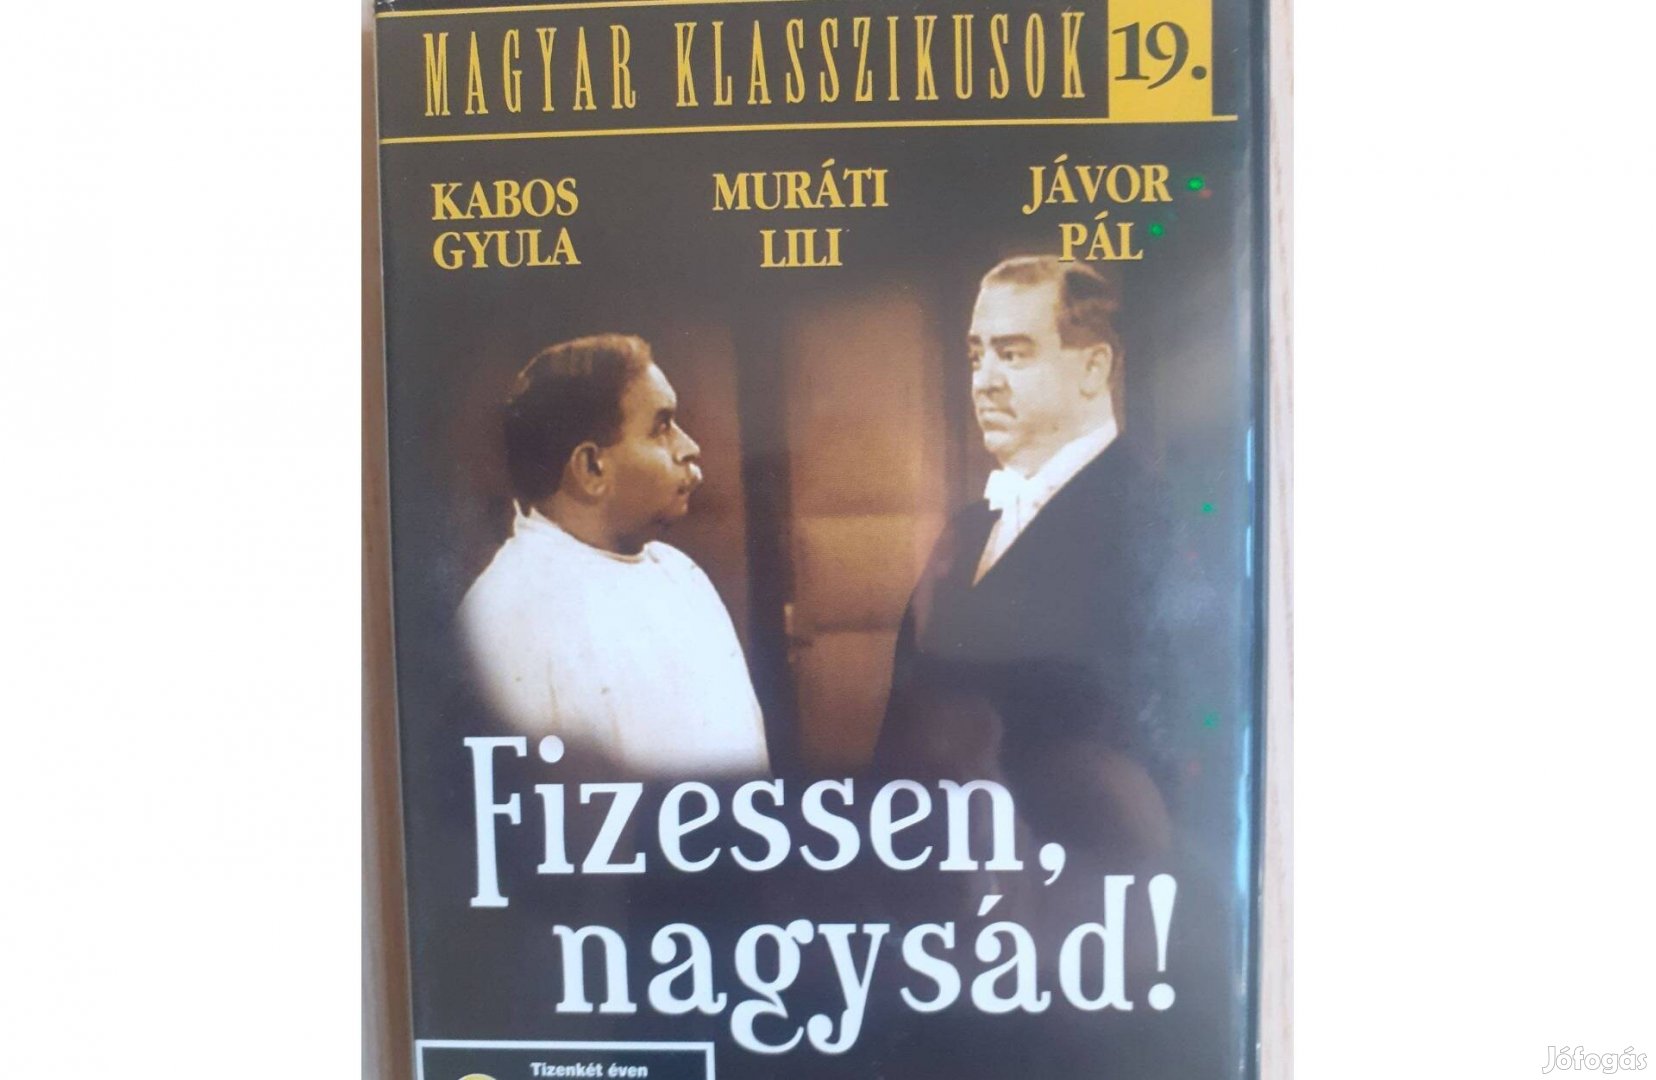 MAGYAR KLASSZIKUSOK 19.
KABOS GYULA
MURÁTI LILI
JÁVOR PÁL
Fizessen,
nagysád!
Tizenkét éven
Jófogás